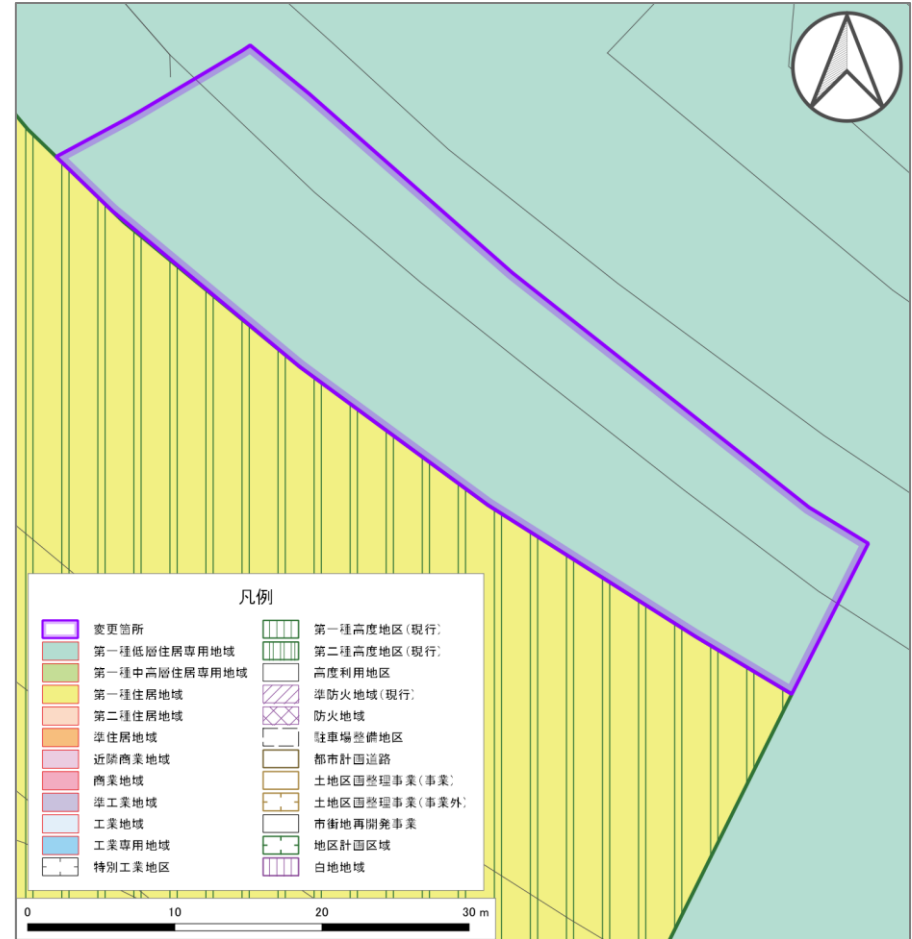 凡例
変更箇所
第一種低層住居専用地域
第一種中高層住居専用地域
第一種住居地域
第二種住居地域
準住居地域
近隣商業地域
商業地域
準工業地域
工業地域
工業専用地域
特別工業地区
第一種高度地区(現行)
第二種高度地区(現行)
高度利用地区
準防火地域(現行)
防火地域
駐車場整備地区
都市計画道路
土地区画整理事業(事業)
土地区画整理事業(事業外)
市街地再開発事業
地区計画区域
白地地域
0 10 20 30 m